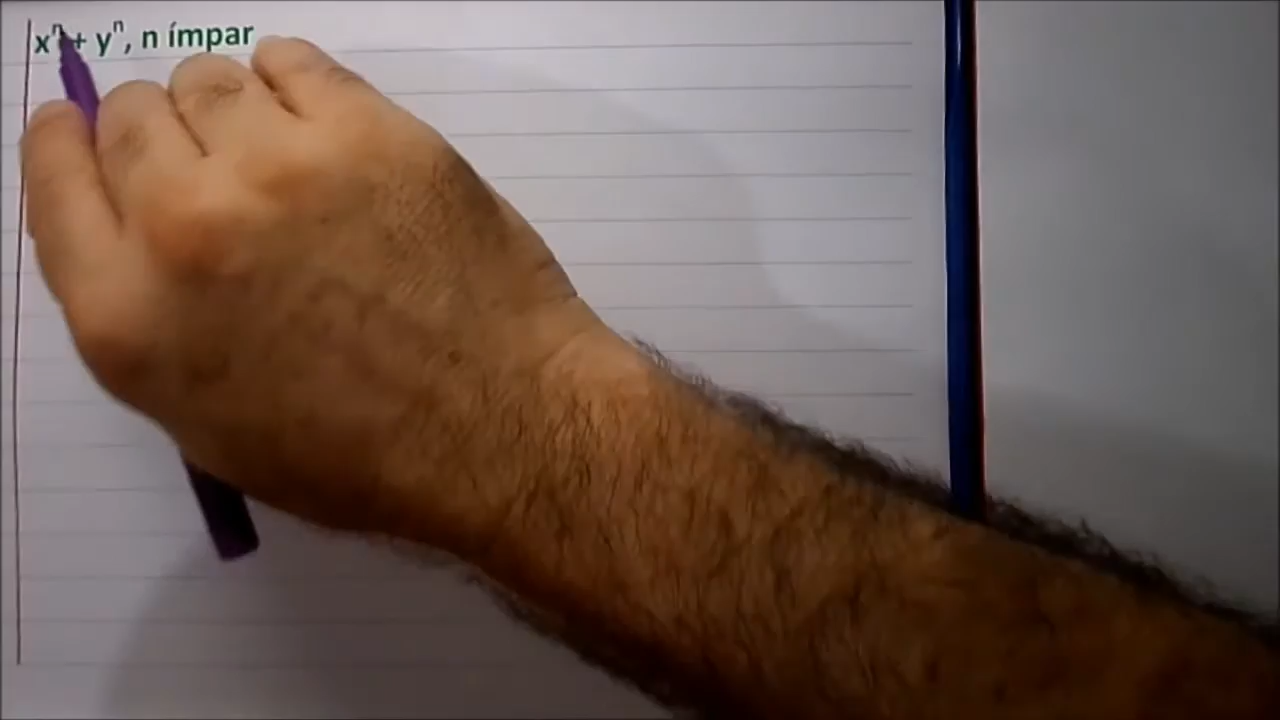 xⁿ + yⁿ, n ímpar